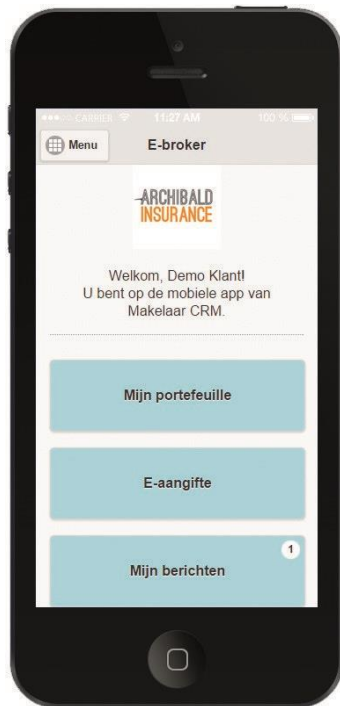 CARRIER 11:27 AM 100 %
Menu E-broker
ARCHIBALD
INSURANCE
Welkom, Demo Klant!
U bent op de mobiele app van
Makelaar CRM.
Mijn portefeuille
E-aangifte
1
Mijn berichten